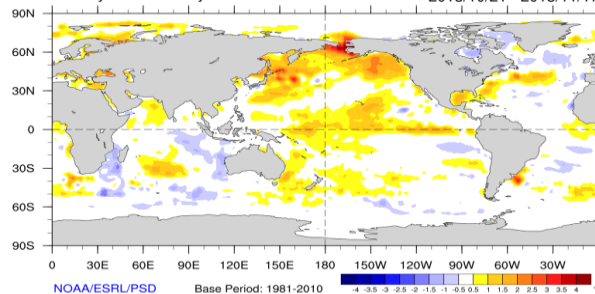 90N
60N
30N
0
30S
60S
90S
0 30E 60E 90E 120E 150E 180 150W 120W 90W 60W 30W
NOAA/ESRL/PSD Base Period: 1981-2010
-4 -3.5 -3 -2.5 -2 -1.5 -1 -0.5 0.5 1 1.5 2 2.5 3 3.5 4